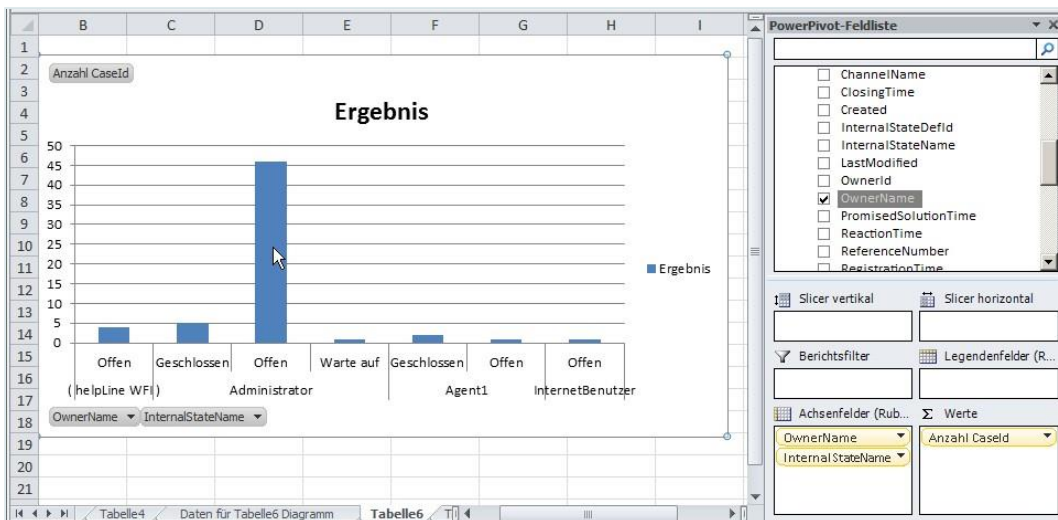 B C D E F G H I
1
2
3
4
5
6
7
8
9
10
11
12
13
14
15
16
17
18
19
20
21
Anzahl CaseId
Ergebnis
50
45
40
35
30
25
20
15
10
5
0
Offen Geschlossen Offen Warte auf Geschlossen Offen Offen
(helpLine WFI) Administrator Agent1 InternetBenutzer
Ergebnis
OwnerName InternalStateName
Tabelle4 Daten für Tabelle6 Diagramm Tabelle6 T
PowerPivot-Feldliste
ChannelName
ClosingTime
Created
InternalStateDefId
InternalStateName
LastModified
OwnerId
OwnerName
PromisedSolutionTime
ReactionTime
ReferenceNumber
RegistrationTime
Slicer vertikal Slicer horizontal
Berichtsfilter Legendenfelder (R...
Achsenfelder (Rub... Σ Werte
OwnerName Anzahl CaseId
InternalStateName